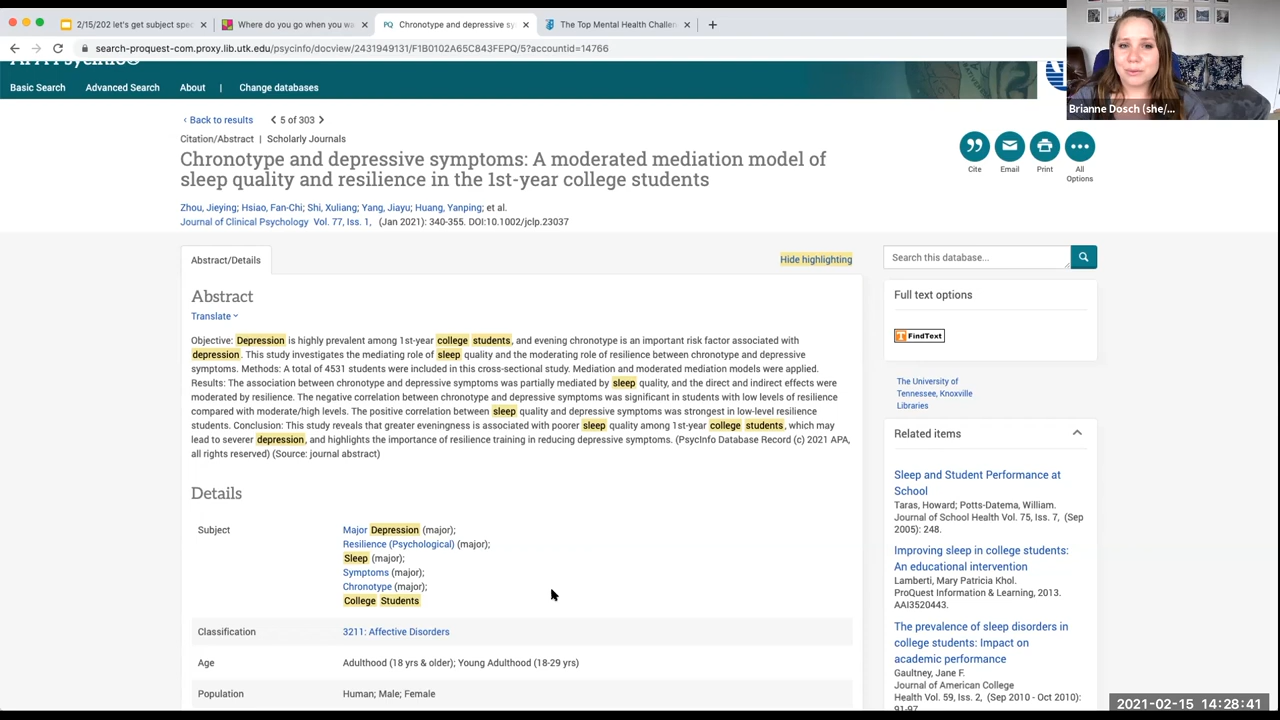 2/15/202 let's get subject spec
Where do you go when you wa
Chronotype and depressive sy
The Top Mental Health Challen
search-proquest-com.proxy.lib.utk.edu/psycinfo/docview/2431949131/F1B0102A65C843FEPQ/5?accountid=14766
Basic Search
Advanced Search
About
|
Change databases
Brianne Dosch (she/...
‹ Back to results
5 of 303
Citation/Abstract | Scholarly Journals
Chronotype and depressive symptoms: A moderated mediation model of
sleep quality and resilience in the 1st-year college students
Cite
Email
Print
All
Options
Zhou, Jieying; Hsiao, Fan-Chi; Shi, Xuliang; Yang, Jiayu; Huang, Yanping; et al.
Journal of Clinical Psychology Vol. 77, Iss. 1, (Jan 2021): 340-355. DOI:10.1002/jclp.23037
Abstract/Details
Hide highlighting
Abstract
Translate
Objective: Depression is highly prevalent among 1st-year college students, and evening chronotype is an important risk factor associated with
depression. This study investigates the mediating role of sleep quality and the moderating role of resilience between chronotype and depressive
symptoms. Methods: A total of 4531 students were included in this cross-sectional study. Mediation and moderated mediation models were applied.
Results: The association between chronotype and depressive symptoms was partially mediated by sleep quality, and the direct and indirect effects were
moderated by resilience. The negative correlation between chronotype and depressive symptoms was significant in students with low levels of resilience
compared with moderate/high levels. The positive correlation between sleep quality and depressive symptoms was strongest in low-level resilience
students. Conclusion: This study reveals that greater eveningness is associated with poorer sleep quality among 1st-year college students, which may
lead to severer depression, and highlights the importance of resilience training in reducing depressive symptoms. (PsycInfo Database Record (c) 2021 APA,
all rights reserved) (Source: journal abstract)
Details
Subject
Major Depression (major);
Resilience (Psychological) (major);
Sleep (major);
Symptoms (major);
Chronotype (major);
College Students
Classification
3211: Affective Disorders
Age
Adulthood (18 yrs & older); Young Adulthood (18-29 yrs)
Population
Human; Male; Female
Search this database...
Full text options
FindText
The University of
Tennessee, Knoxville
Libraries
Related items
Sleep and Student Performance at
School
Taras, Howard; Potts-Datema, William.
Journal of School Health Vol. 75, Iss. 7, (Sep
2005): 248.
Improving sleep in college students:
An educational intervention
Lamberti, Mary Patricia Khol.
ProQuest Information & Learning, 2013.
AAI3520443.
The prevalence of sleep disorders in
college students: Impact on
academic performance
Gaultney, Jane F.
Journal of American College
Health Vol. 59, Iss. 2, (Sep 2010 - Oct 2010):
91-97.
2021-02-15 14:28:41